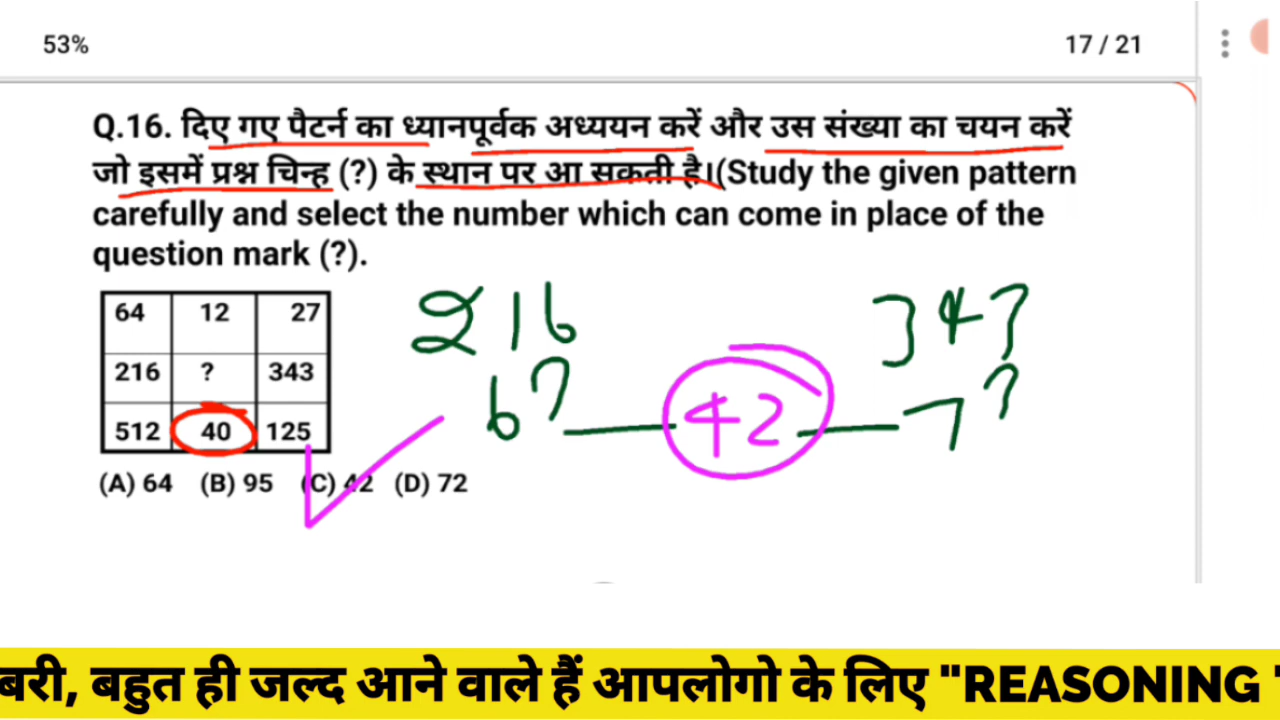 53%
17 / 21
Q.16. दिए गए पैटर्न का ध्यानपूर्वक अध्ययन करें और उस संख्या का चयन करें
जो इसमें प्रश्न चिन्ह (?) के स्थान पर आ सकती है।(Study the given pattern
carefully and select the number which can come in place of the
question mark (?).
64 12 27
216 ? 343
512 40 125
(A) 64 (B) 95 (C) 42 (D) 72
216 343
6³ 42 7³
बरी, बहुत ही जल्द आने वाले हैं आपलोगो के लिए "REASONING